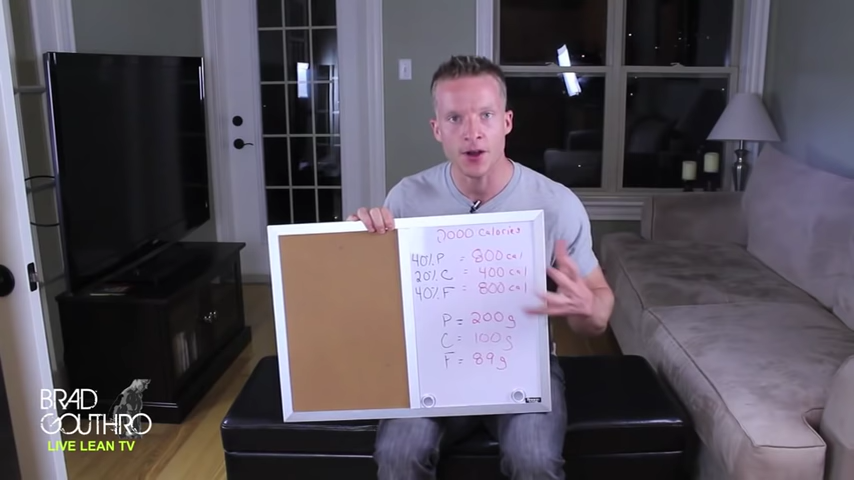 2000 Calories
40% P = 800 cal
20% C = 400 cal
40% F = 800 cal
P = 200g
C = 100g
F = 89g
BRAD
GOUTHRO
LIVE LEAN TV